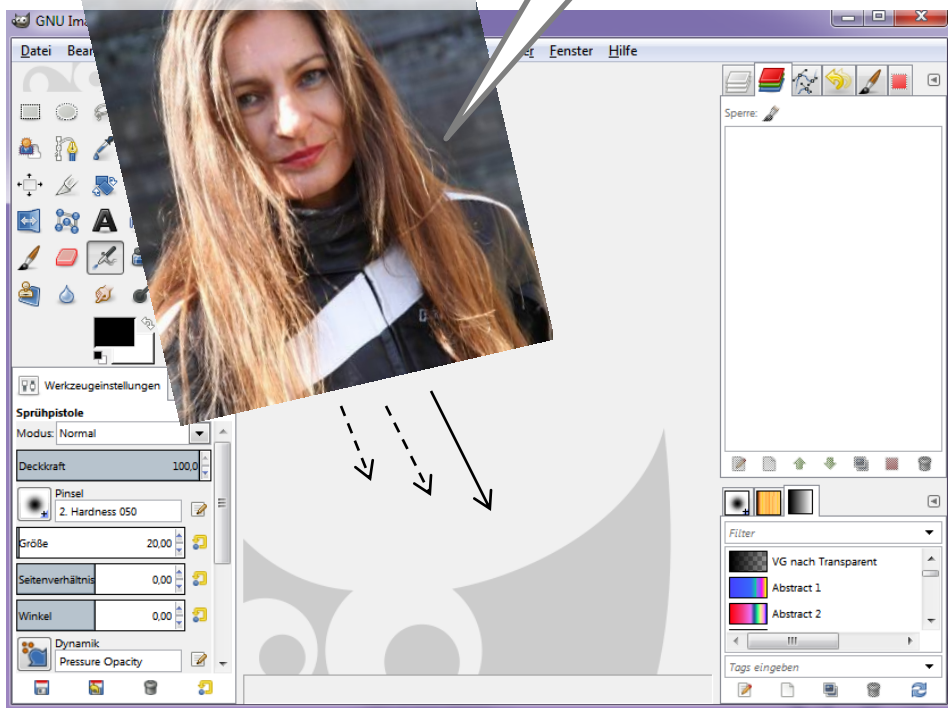 GNU Im
Datei Bear er Fenster Hilfe
Sperre:
Werkzeugeinstellungen
Sprühpistole
Modus: Normal
Deckkraft 100,0
Pinsel
2. Hardness 050
Größe 20,00
Seitenverhältnis 0,00
Winkel 0,00
Dynamik
Pressure Opacity
Filter
VG nach Transparent
Abstract 1
Abstract 2
Tags eingeben